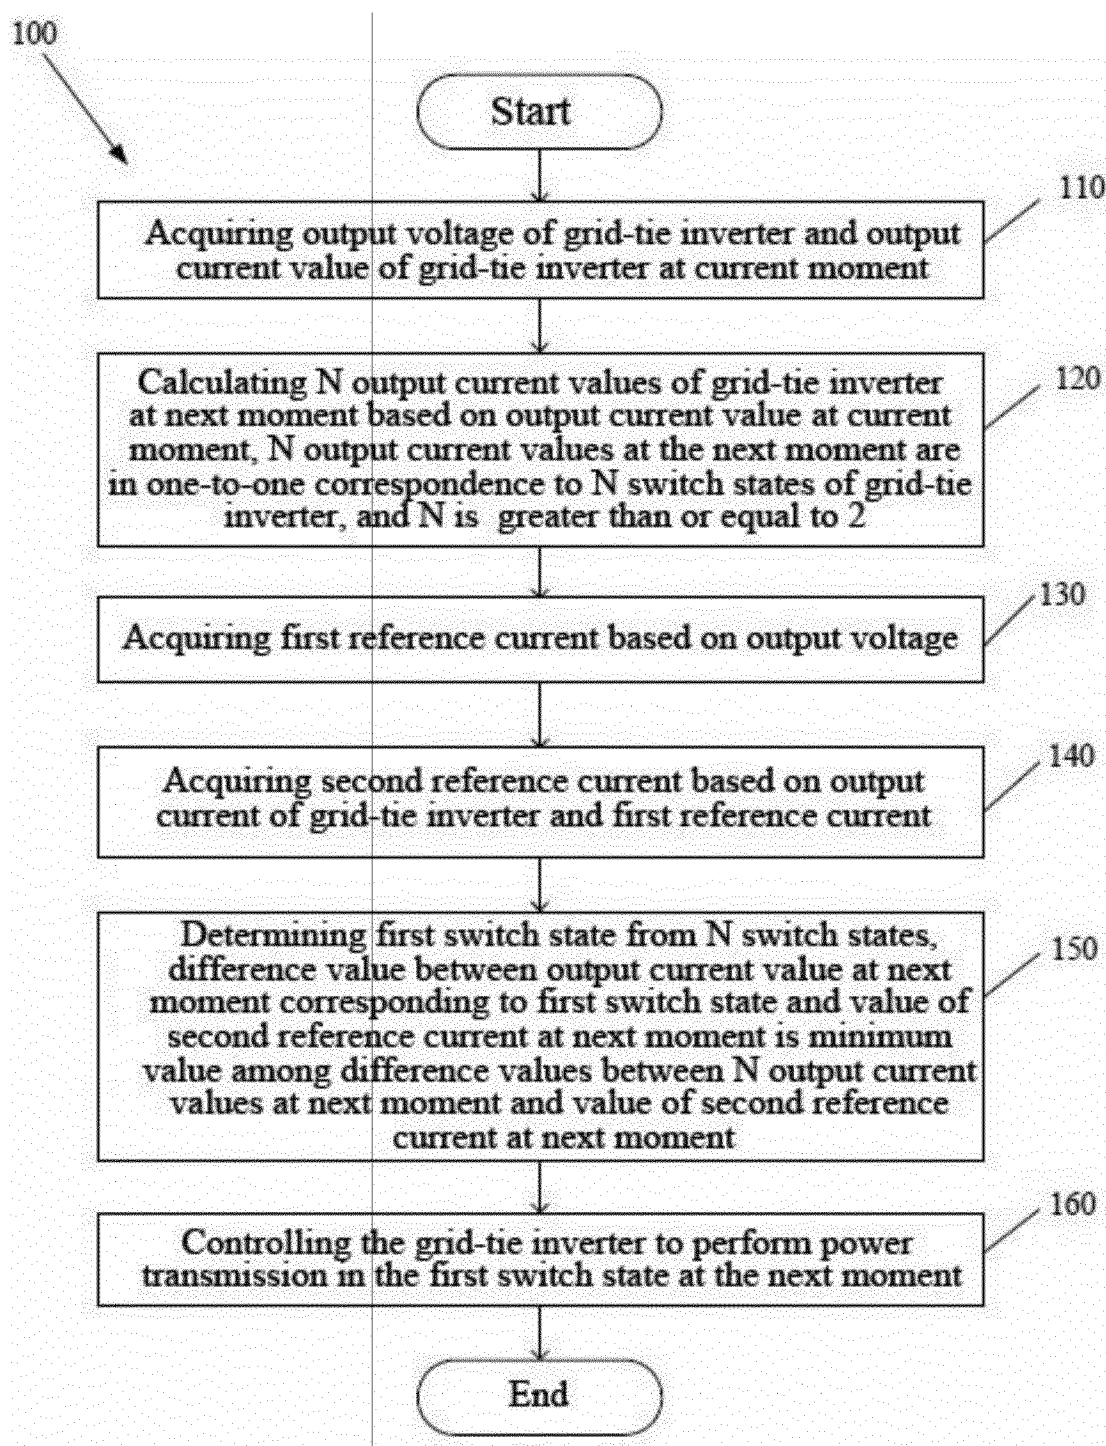 100
Start
110
Acquiring output voltage of grid-tie inverter and output
current value of grid-tie inverter at current moment
120
Calculating N output current values of grid-tie inverter
at next moment based on output current value at current
moment, N output current values at the next moment are
in one-to-one correspondence to N switch states of grid-tie
inverter, and N is greater than or equal to 2
130
Acquiring first reference current based on output voltage
140
Acquiring second reference current based on output
current of grid-tie inverter and first reference current
150
Determining first switch state from N switch states,
difference value between output current value at next
moment corresponding to first switch state and value of
second reference current at next moment is minimum
value among difference values between N output current
values at next moment and value of second reference
current at next moment
160
Controlling the grid-tie inverter to perform power
transmission in the first switch state at the next moment
End